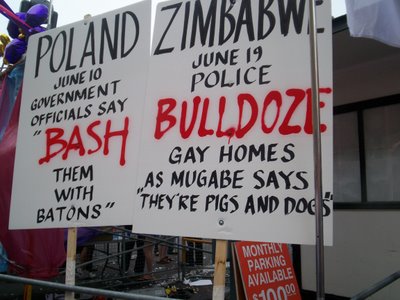 POLAND
JUNE 10
GOVERNMENT
OFFICIALS SAY
"BASH
THEM
WITH
BATONS"
ZIMBABWE
JUNE 19
POLICE
BULLDOZE
GAY HOMES
AS MUGABE SAYS
"THEY'RE PIGS AND DOGS"
MONTHLY
PARKING
AVAILABLE